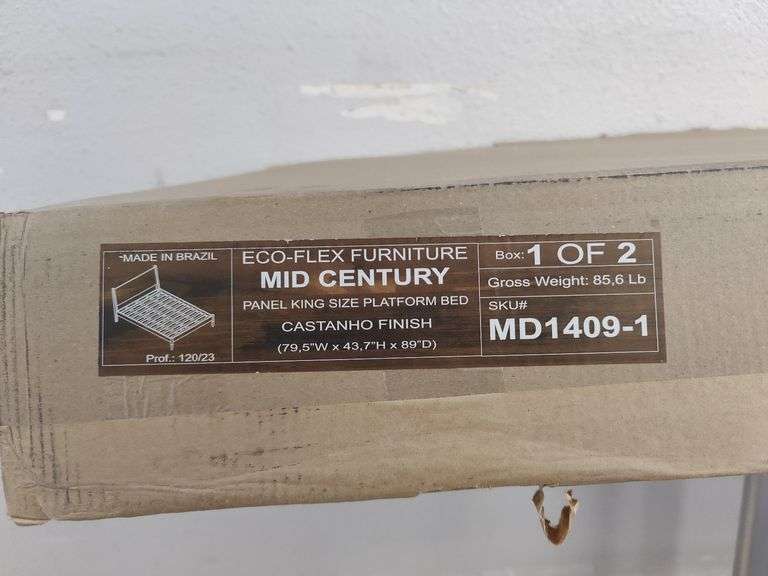 MADE IN BRAZIL
Prof.: 120/23
ECO-FLEX FURNITURE
MID CENTURY
PANEL KING SIZE PLATFORM BED
CASTANHO FINISH
(79,5"W x 43,7"H x 89"D)
Box: 1 OF 2
Gross Weight: 85,6 Lb
SKU#
MD1409-1